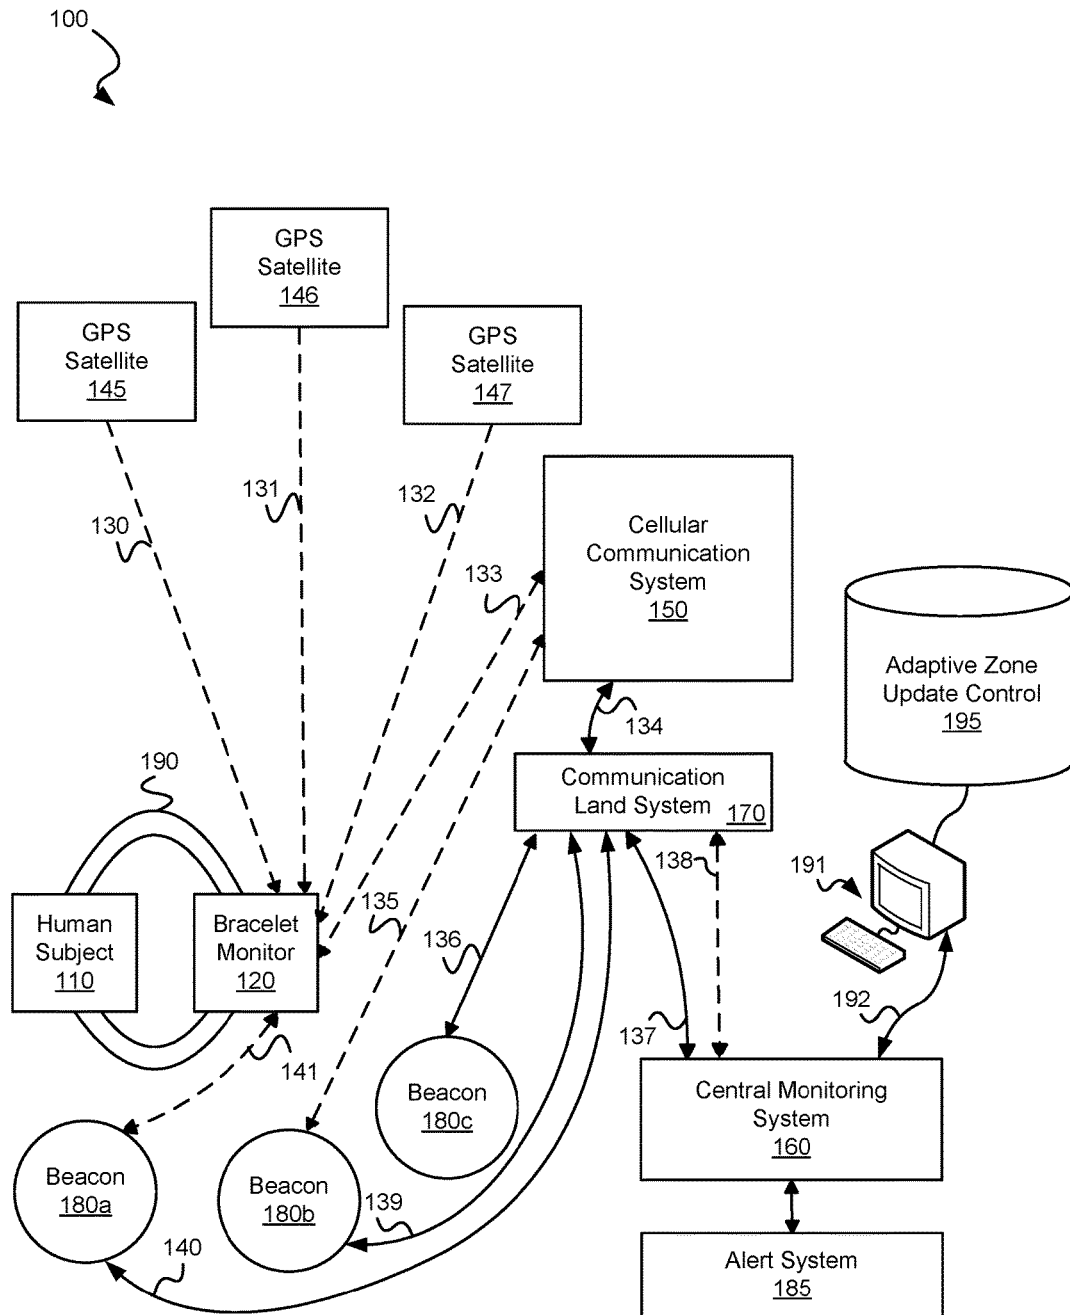 100
GPS
Satellite
146
GPS
Satellite
145
GPS
Satellite
147
131
132
130
133
Cellular
Communication
System
150
Adaptive Zone
Update Control
195
134
190
Communication
Land System
170
138
191
135
136
Human
Subject
110
Bracelet
Monitor
120
192
137
141
Beacon
180c
Central Monitoring
System
160
Beacon
180a
Beacon
180b
139
140
Alert System
185